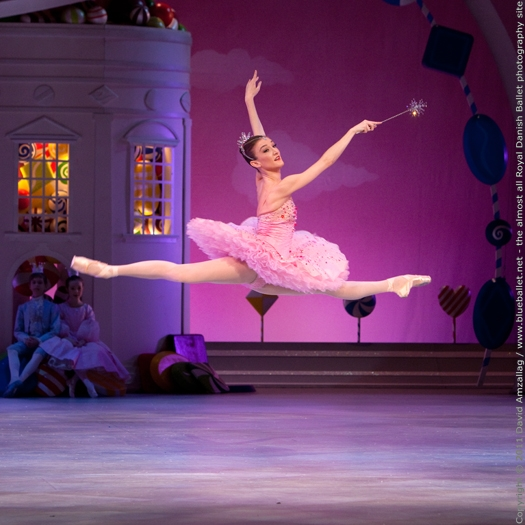 David Amzallag / www.blueballet.net - the almost all Royal Danish Ballet photography site